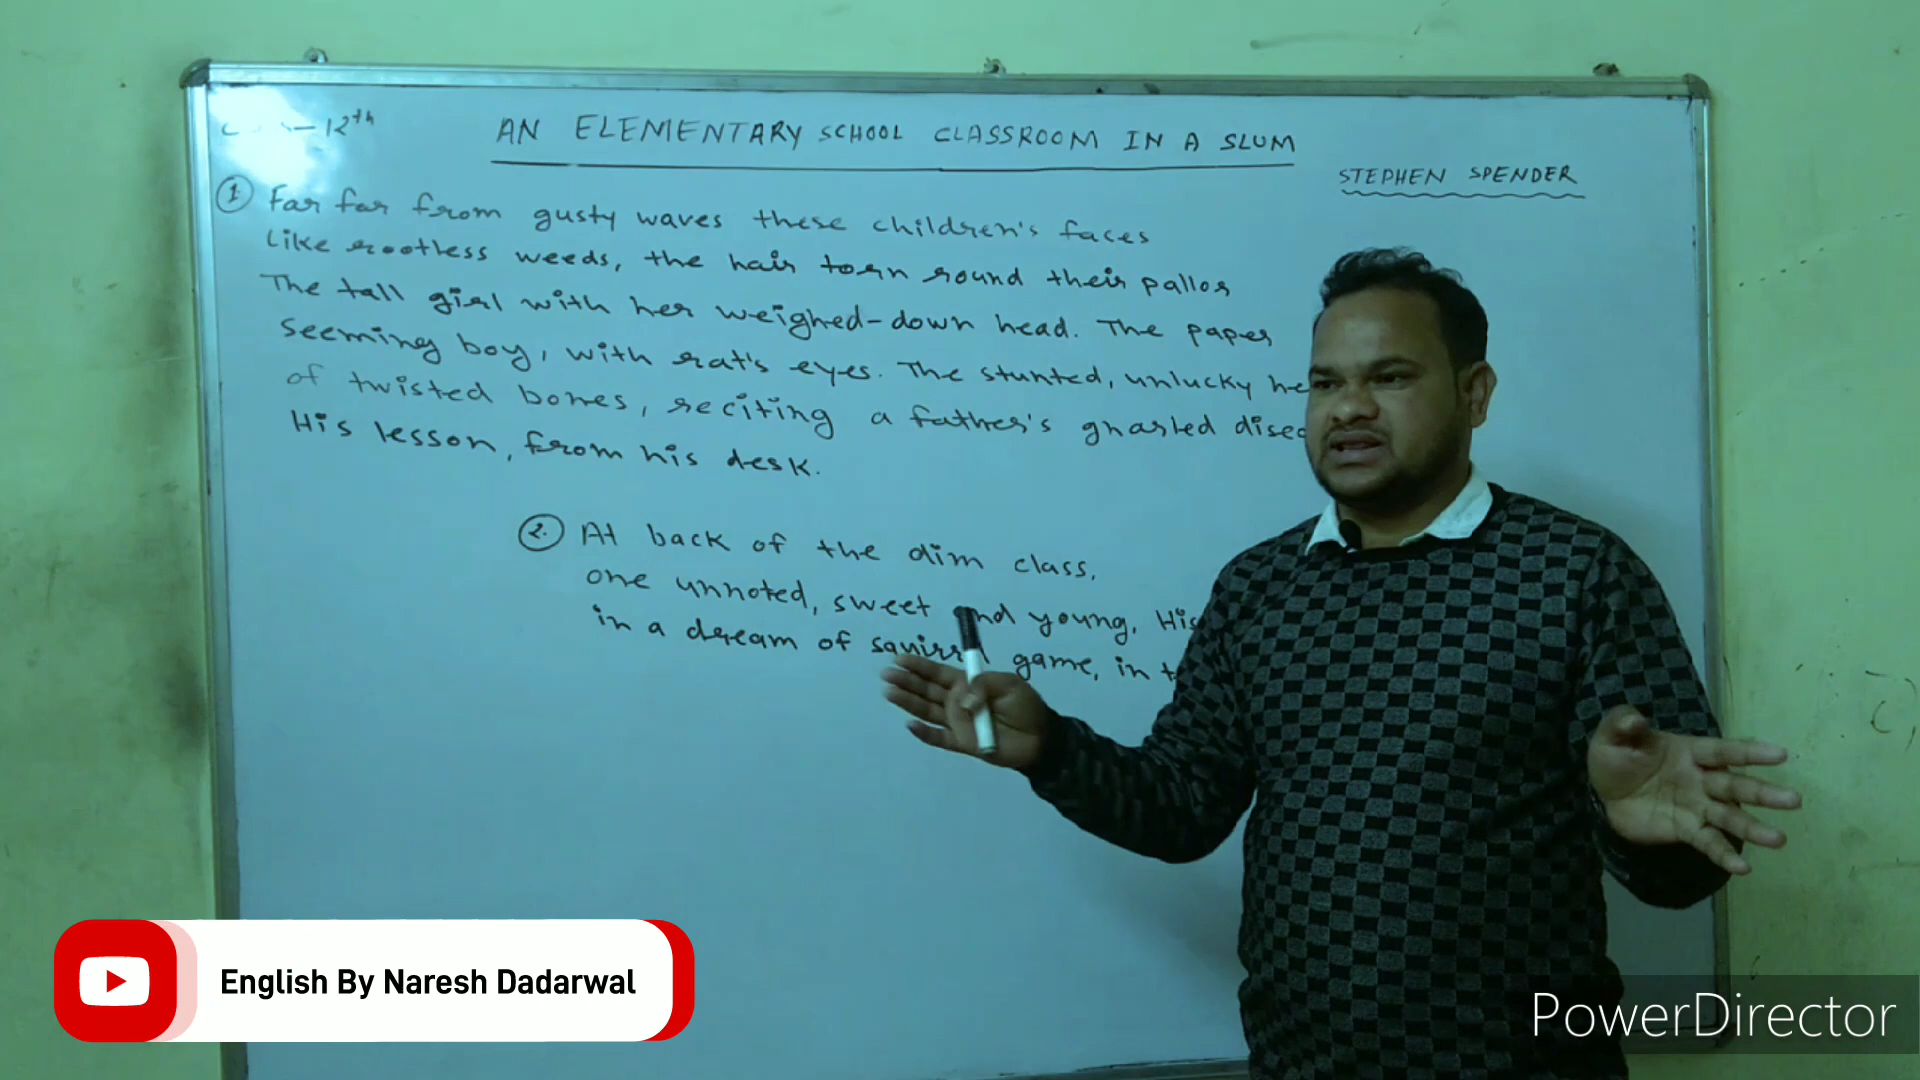 12th
AN ELEMENTARY SCHOOL CLASSROOM IN A SLUM
STEPHEN SPENDER
1. Far far from gusty waves these children's faces
Like rootless weeds, the hair torn round their pallor
The tall girl with her weighed-down head. The paper
seeming boy, with rat's eyes. The stunted, unlucky he
of twisted bones, reciting a father's gnarled disea
His lesson, from his desk.
2. At back of the dim class,
one unnoted, sweet and young, His
in a dream of squirrel game, in t
English By Naresh Dadarwal
PowerDirector